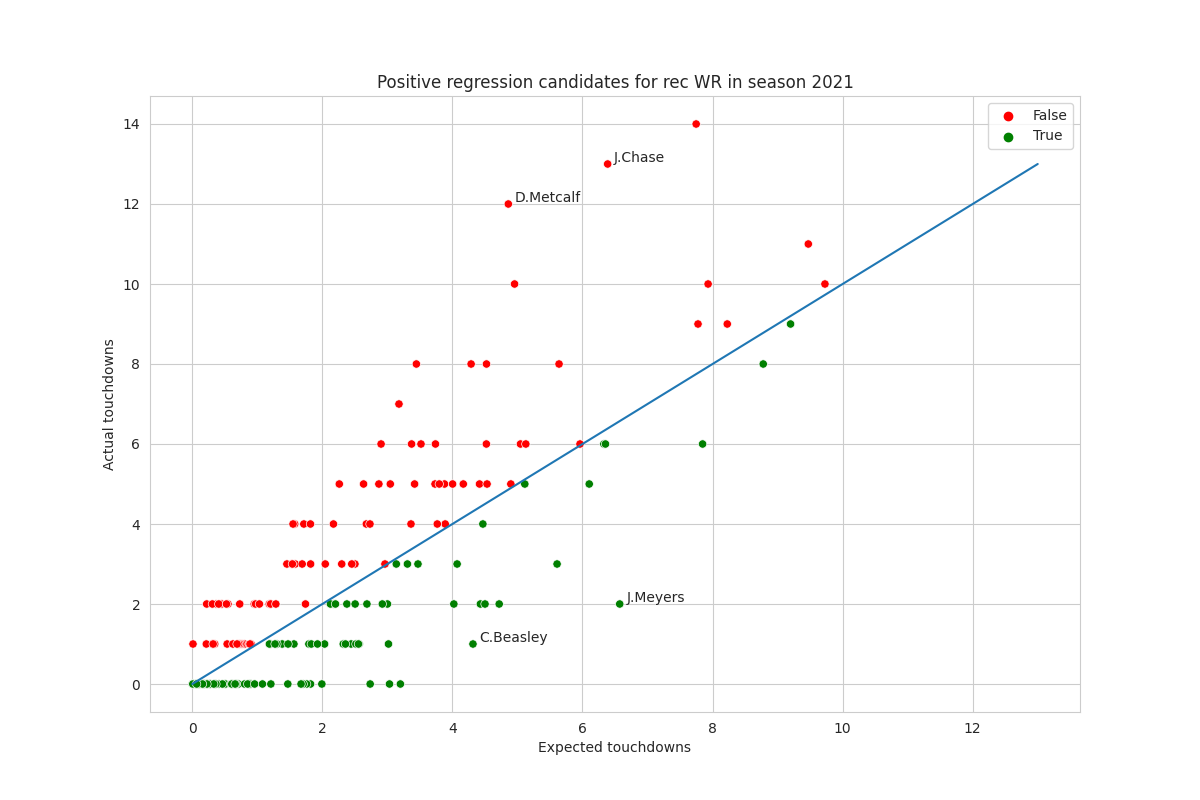 Positive regression candidates for rec WR in season 2021
14
12
10
8
6
4
2
0
Actual touchdowns
False
True
J.Chase
D.Metcalf
J.Meyers
C.Beasley
0
2
4
6
8
10
12
Expected touchdowns